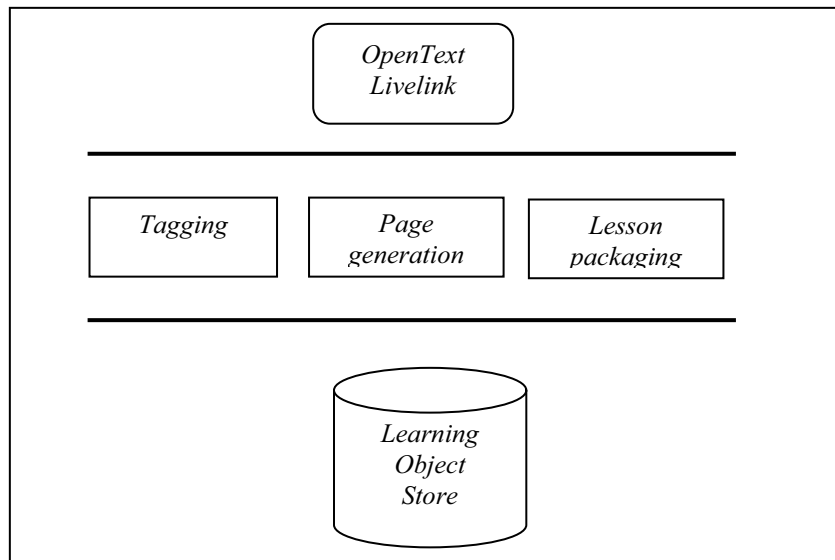 OpenText
Livelink
Tagging
Page
generation
Lesson
packaging
Learning
Object
Store